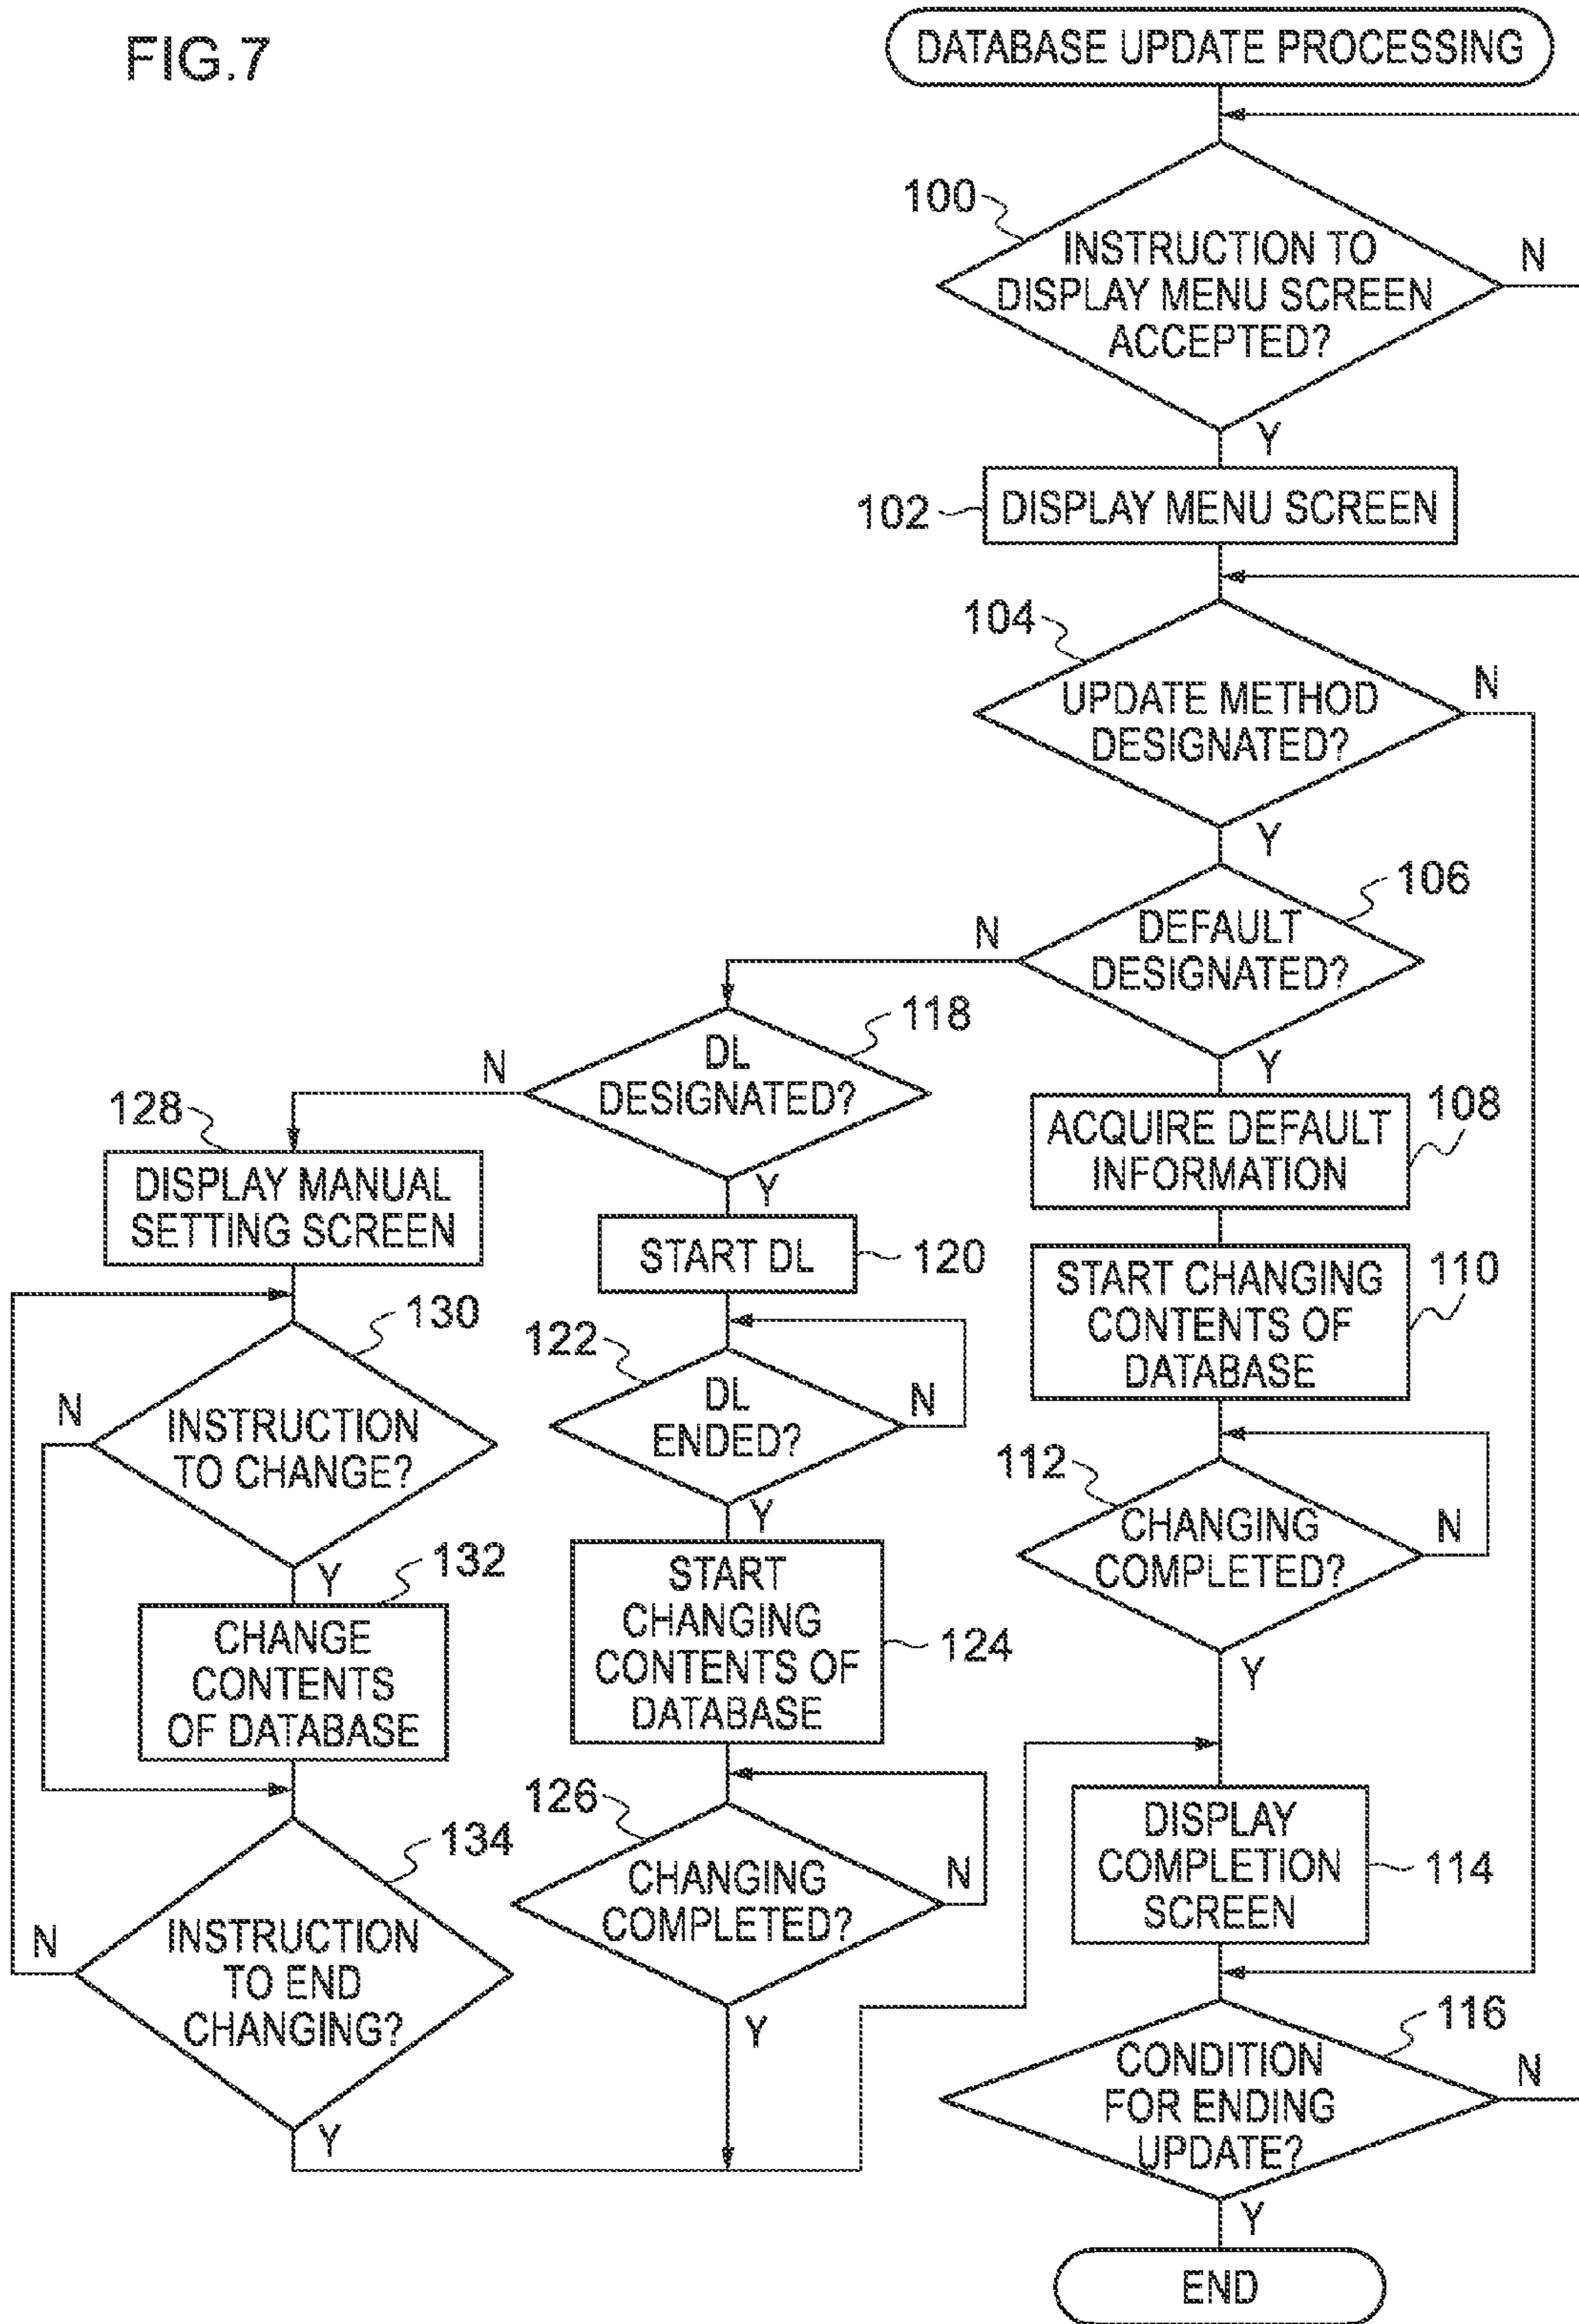 FIG.7
DATABASE UPDATE PROCESSING
100
INSTRUCTION TO
DISPLAY MENU SCREEN
ACCEPTED?
N
Y
102
DISPLAY MENU SCREEN
104
UPDATE METHOD
DESIGNATED?
N
Y
106
DEFAULT
DESIGNATED?
N
Y
108
ACQUIRE DEFAULT
INFORMATION
110
START CHANGING
CONTENTS OF
DATABASE
112
CHANGING
COMPLETED?
N
Y
DISPLAY
COMPLETION
SCREEN
114
116
CONDITION
FOR ENDING
UPDATE?
N
Y
END
118
DL
DESIGNATED?
N
Y
START DL
120
122
DL
ENDED?
N
Y
START
CHANGING
CONTENTS OF
DATABASE
124
126
CHANGING
COMPLETED?
N
Y
128
DISPLAY MANUAL
SETTING SCREEN
130
INSTRUCTION
TO CHANGE?
N
Y
132
CHANGE
CONTENTS
OF DATABASE
134
INSTRUCTION
TO END
CHANGING?
N
Y